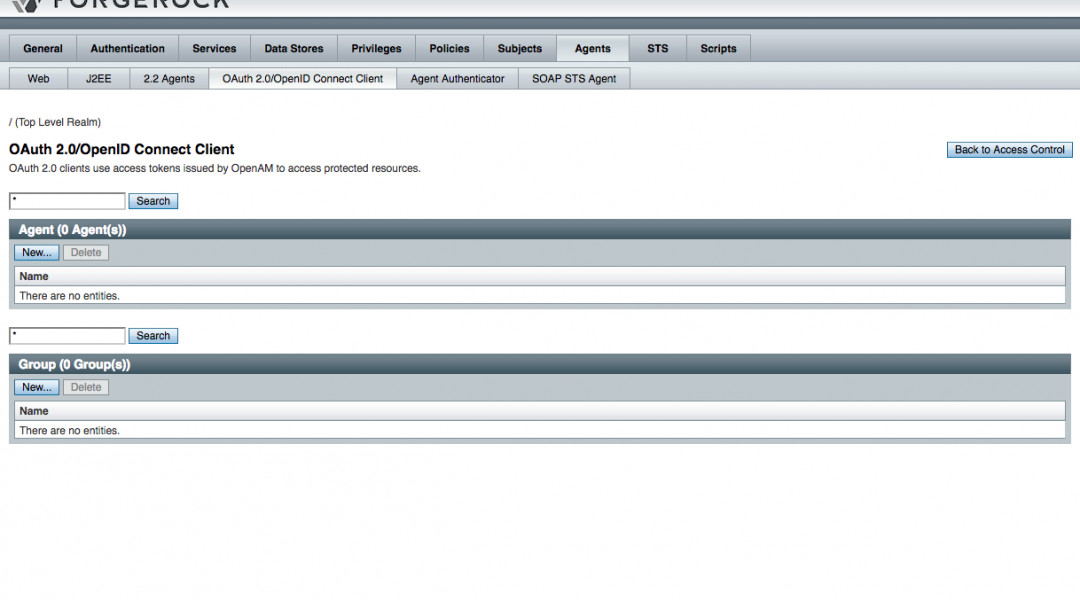 FORGEROCK
General Authentication Services Data Stores Privileges Policies Subjects Agents STS Scripts
Web J2EE 2.2 Agents OAuth 2.0/OpenID Connect Client Agent Authenticator SOAP STS Agent
/ (Top Level Realm)
OAuth 2.0/OpenID Connect Client Back to Access Control
OAuth 2.0 clients use access tokens issued by OpenAM to access protected resources.
* Search
Agent (0 Agent(s))
New... Delete
Name
There are no entities.
* Search
Group (0 Group(s))
New... Delete
Name
There are no entities.